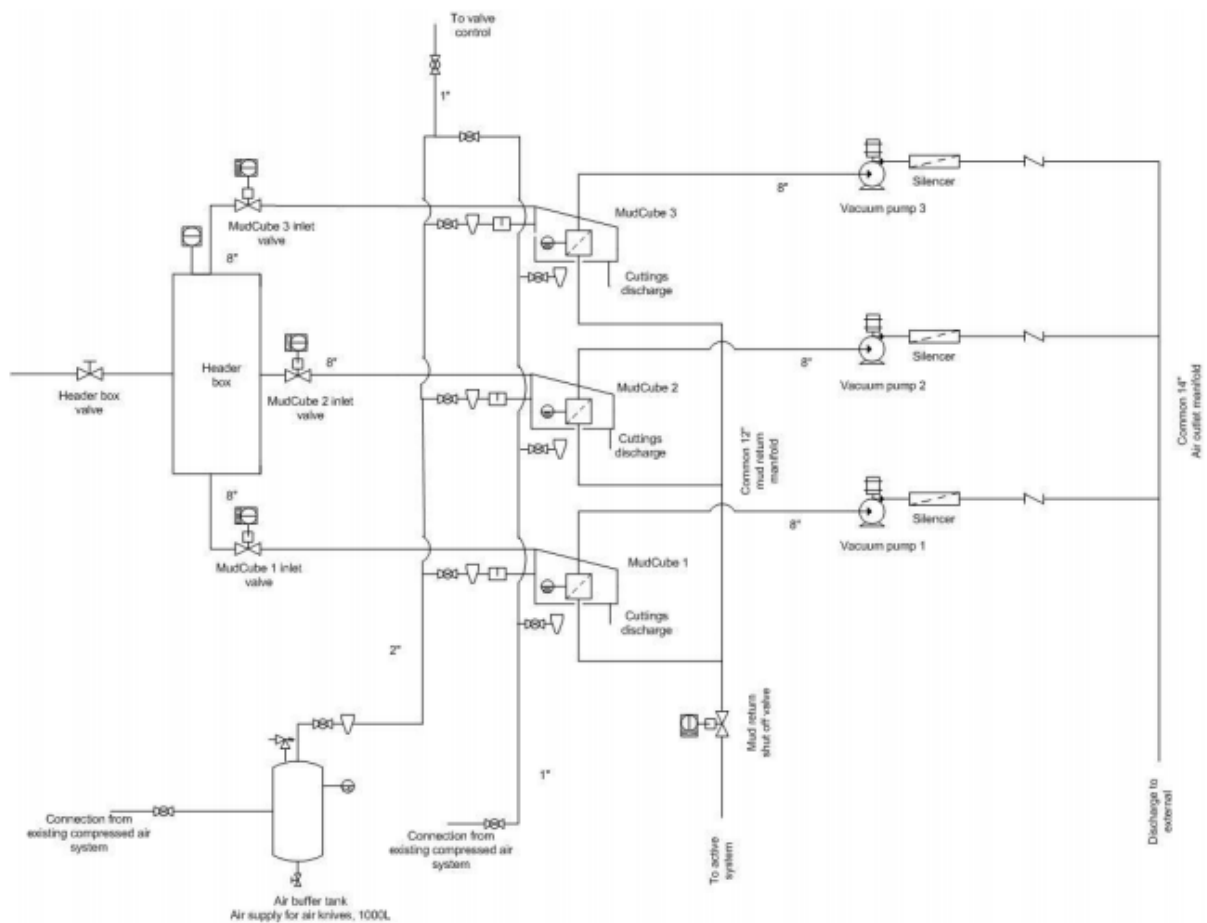 To valve
control
1"
MudCube 3 inlet
valve
8"
MudCube 3
8"
Silencer
Vacuum pump 3
Cuttings
discharge
Header
box
Header box
valve
8"
MudCube 2 inlet
valve
MudCube 2
8"
Silencer
Vacuum pump 2
Cuttings
discharge
Common 12"
mud return
manifold
Common 14"
Air outlet manifold
8"
MudCube 1 inlet
valve
MudCube 1
8"
Silencer
Vacuum pump 1
Cuttings
discharge
2"
1"
Mud return
shut off valve
Connection from
existing compressed air
system
Connection from
existing compressed air
system
To active
system
Discharge to
external
Air buffer tank
Air supply for air knives, 1000L